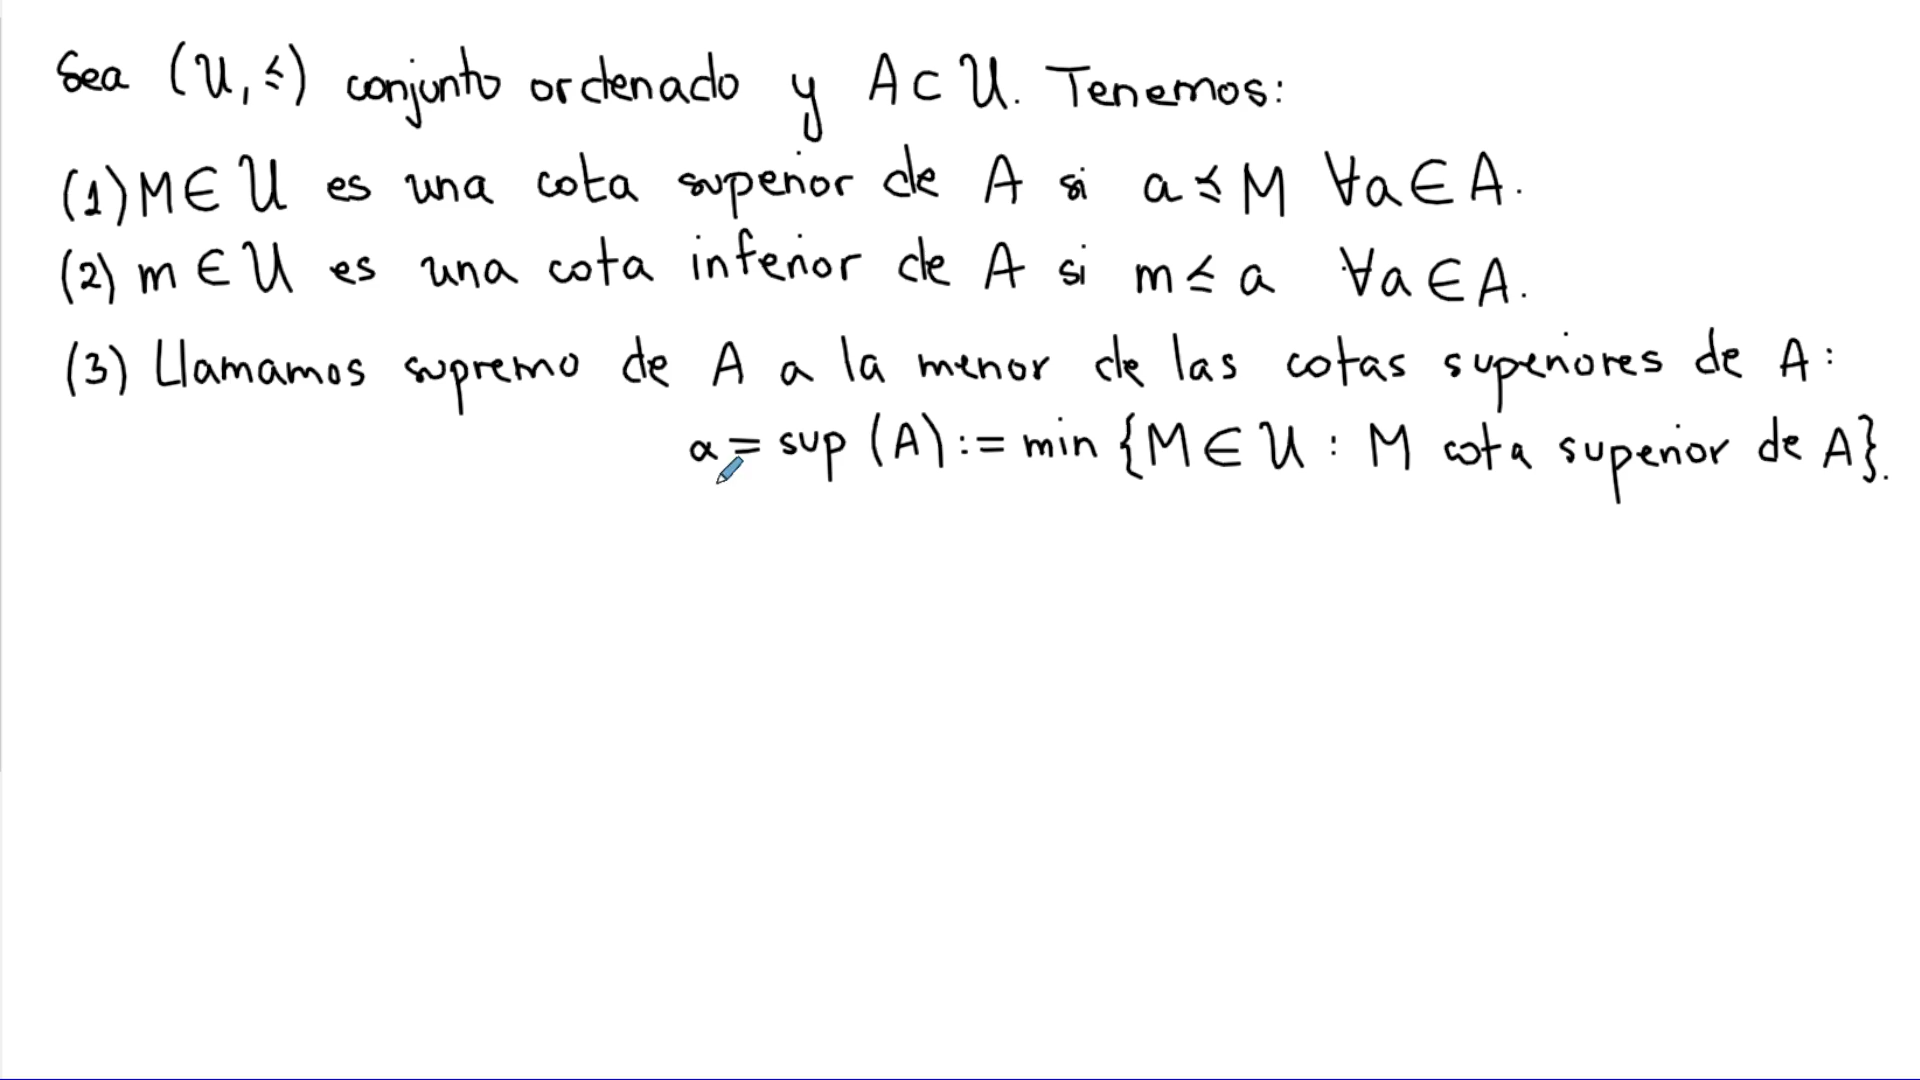 Sea (U, ≤) conjunto ordenado y A ⊂ U. Tenemos:
(1) M ∈ U es una cota superior de A si a ≤ M ∀a ∈ A.
(2) m ∈ U es una cota inferior de A si m ≤ a ∀a ∈ A.
(3) Llamamos supremo de A a la menor de las cotas superiores de A:
α = sup (A) := min {M ∈ U : M cota superior de A}.